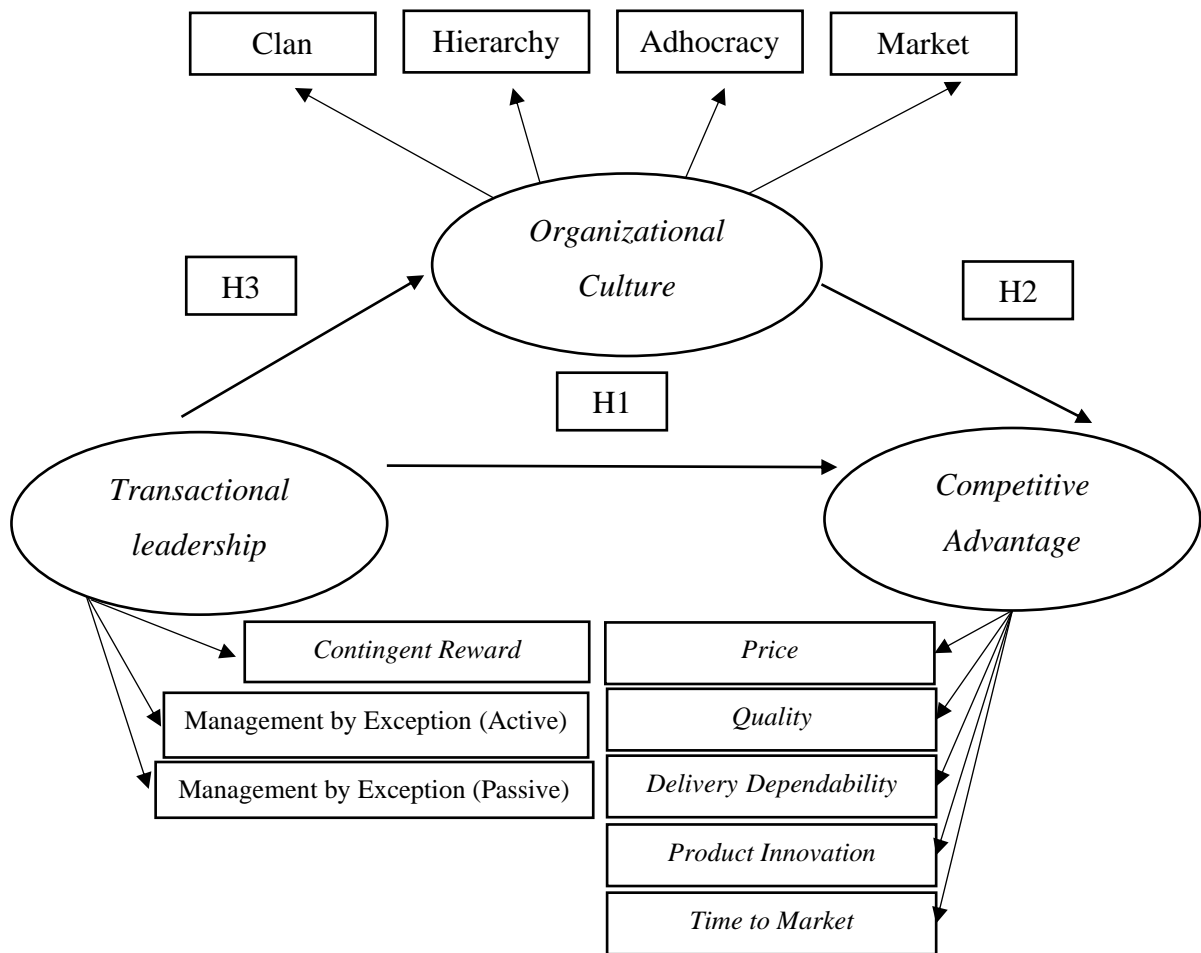 Clan
Hierarchy
Adhocracy
Market
Organizational
Culture
H3
H2
H1
Transactional
leadership
Competitive
Advantage
Contingent Reward
Price
Management by Exception (Active)
Quality
Management by Exception (Passive)
Delivery Dependability
Product Innovation
Time to Market